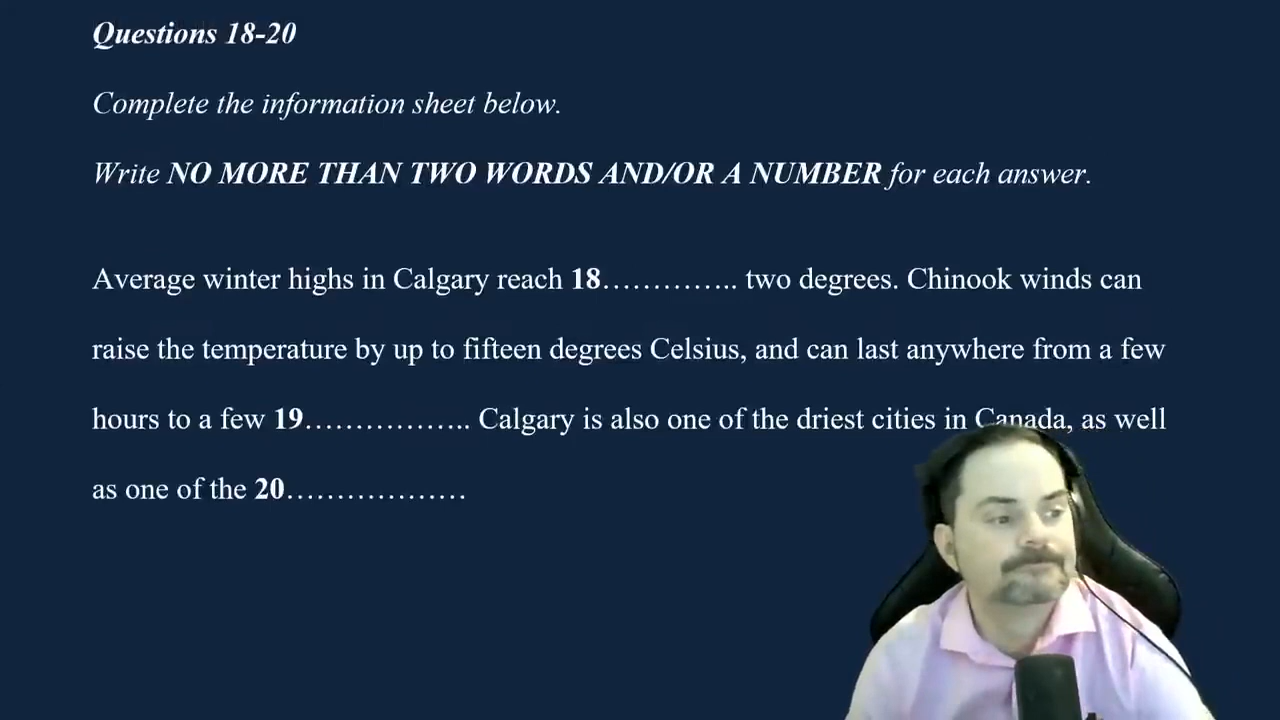 Questions 18-20
Complete the information sheet below.
Write NO MORE THAN TWO WORDS AND/OR A NUMBER for each answer.
Average winter highs in Calgary reach 18………….. two degrees. Chinook winds can
raise the temperature by up to fifteen degrees Celsius, and can last anywhere from a few
hours to a few 19…………….. Calgary is also one of the driest cities in Canada, as well
as one of the 20………………